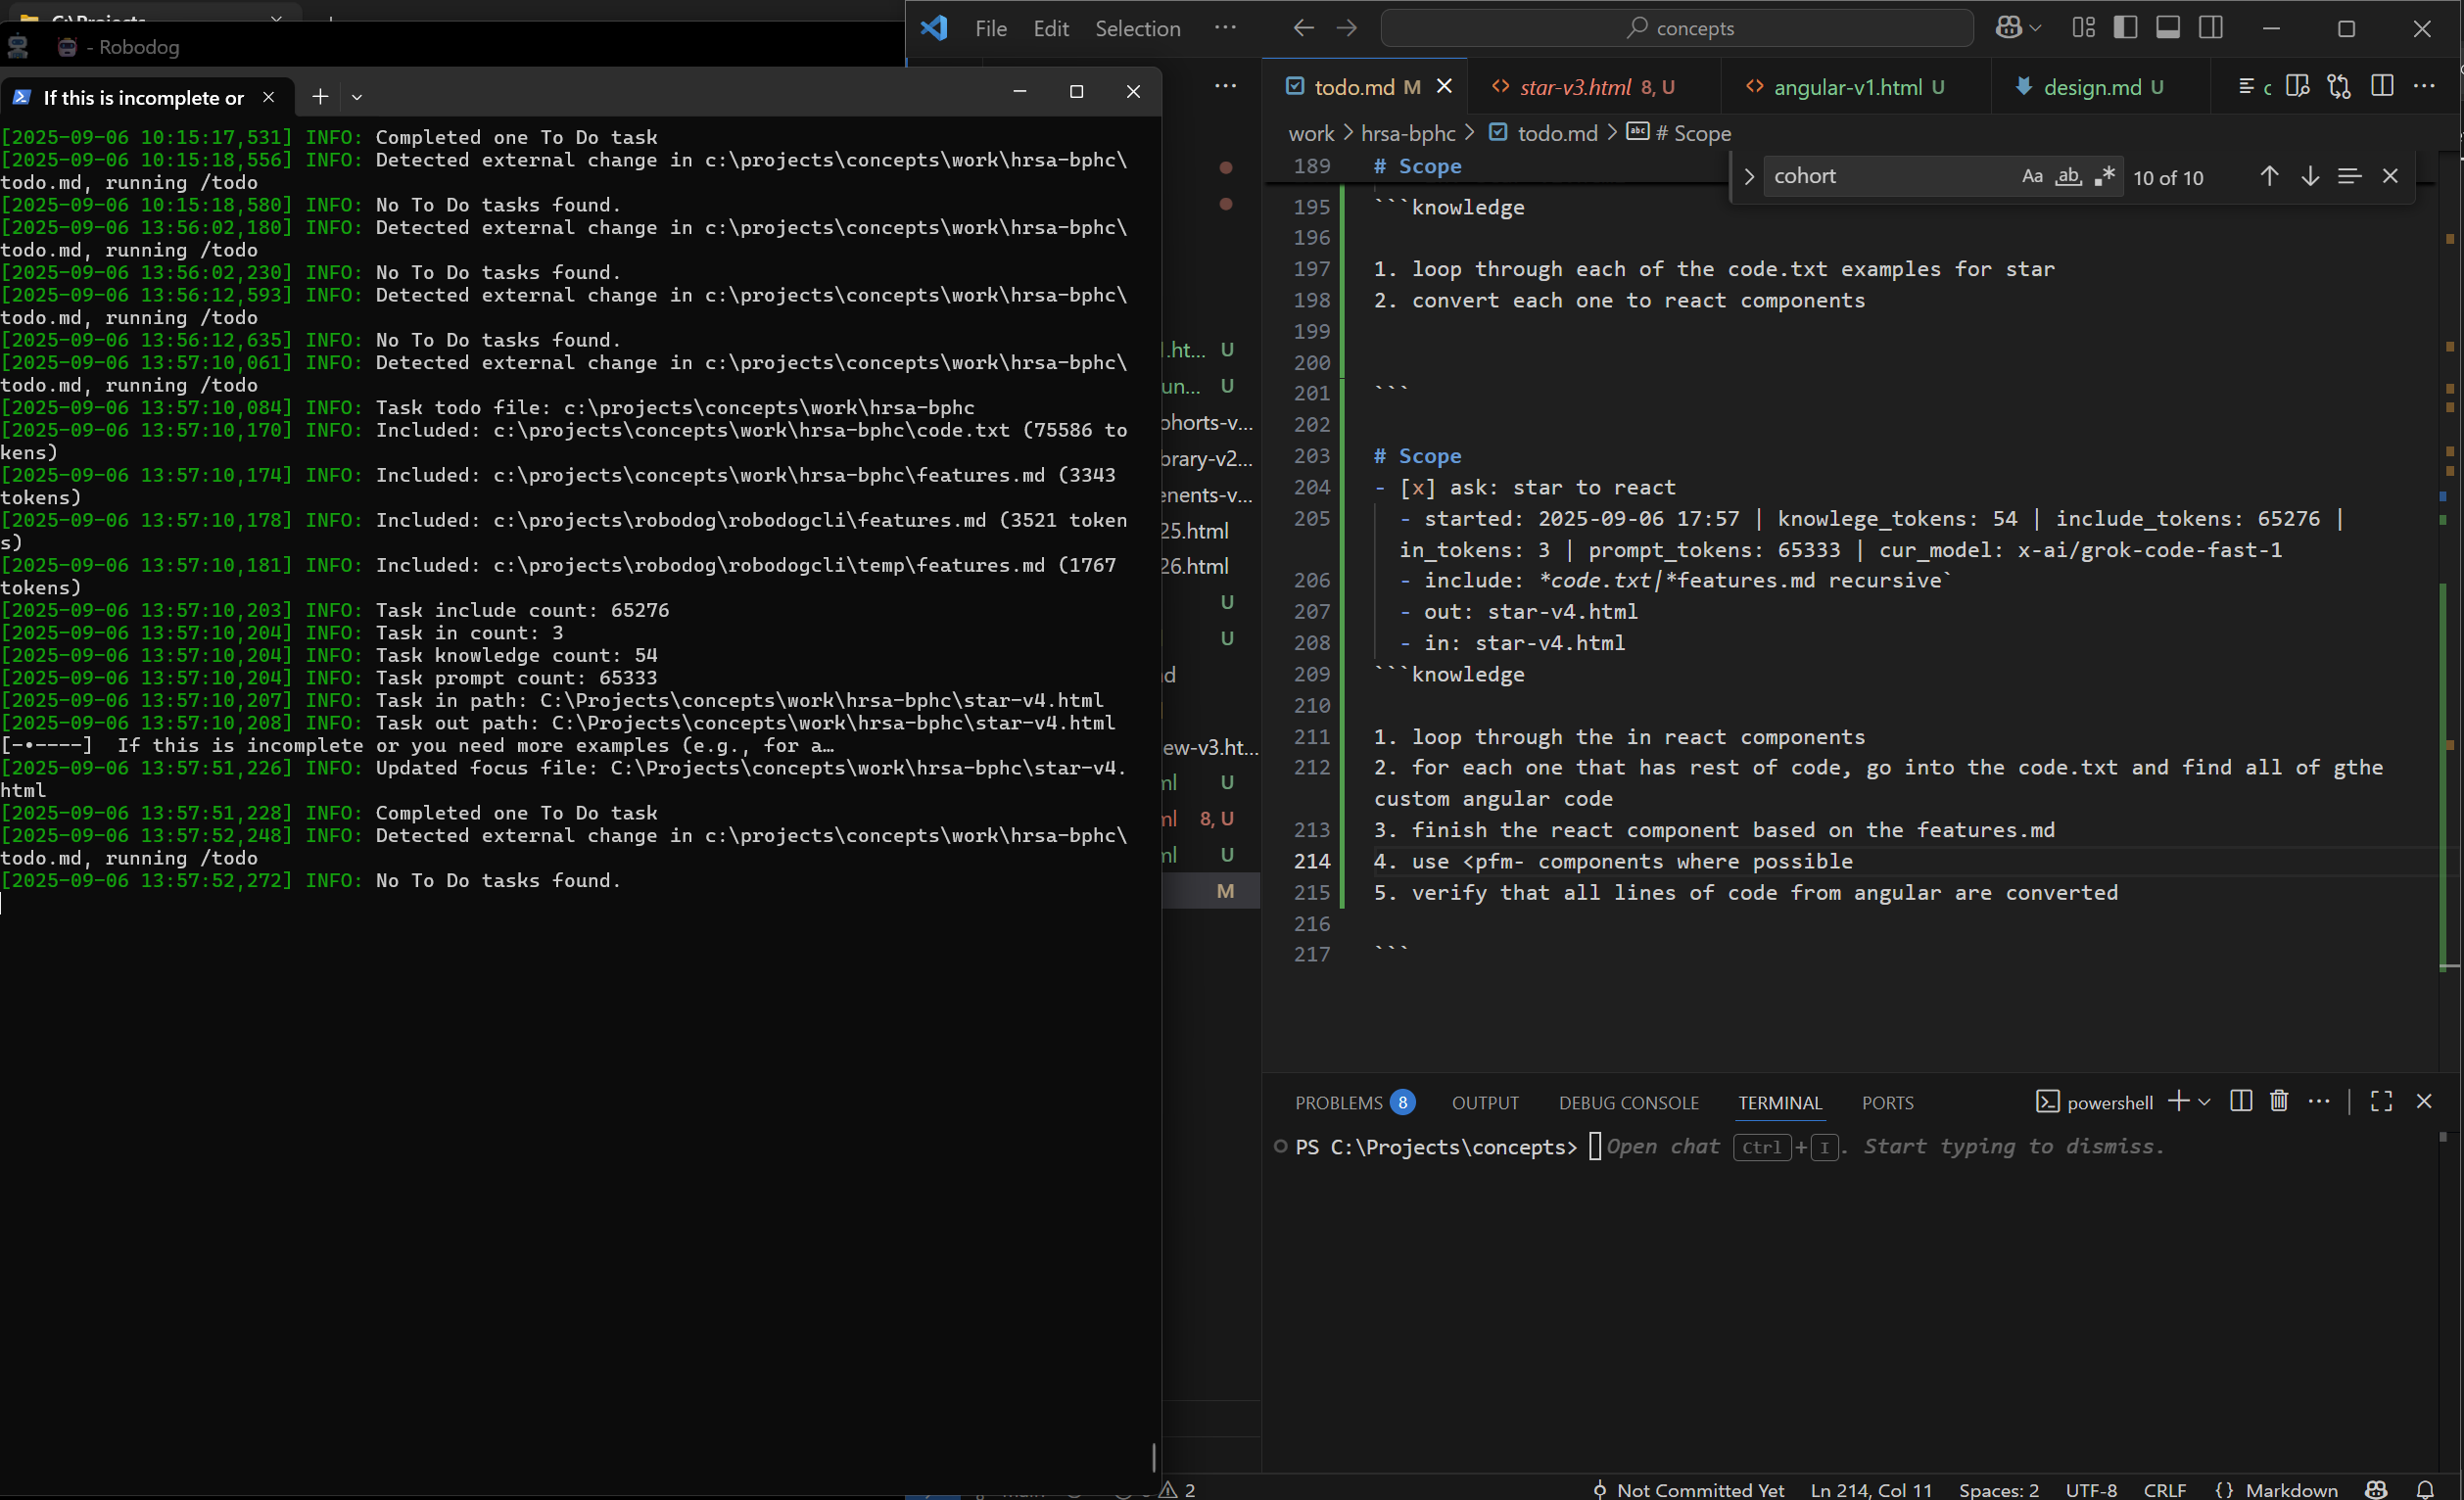 - Robodog
If this is incomplete or
[2025-09-06 10:15:17,531] INFO: Completed one To Do task
[2025-09-06 10:15:18,556] INFO: Detected external change in c:\projects\concepts\work\hrsa-bphc\
todo.md, running /todo
[2025-09-06 10:15:18,580] INFO: No To Do tasks found.
[2025-09-06 13:56:02,180] INFO: Detected external change in c:\projects\concepts\work\hrsa-bphc\
todo.md, running /todo
[2025-09-06 13:56:02,230] INFO: No To Do tasks found.
[2025-09-06 13:56:12,593] INFO: Detected external change in c:\projects\concepts\work\hrsa-bphc\
todo.md, running /todo
[2025-09-06 13:56:12,635] INFO: No To Do tasks found.
[2025-09-06 13:57:10,061] INFO: Detected external change in c:\projects\concepts\work\hrsa-bphc\
todo.md, running /todo
[2025-09-06 13:57:10,084] INFO: Task todo file: c:\projects\concepts\work\hrsa-bphc
[2025-09-06 13:57:10,170] INFO: Included: c:\projects\concepts\work\hrsa-bphc\code.txt (75586 to
kens)
[2025-09-06 13:57:10,174] INFO: Included: c:\projects\concepts\work\hrsa-bphc\features.md (3343
tokens)
[2025-09-06 13:57:10,178] INFO: Included: c:\projects\robodog\robodogcli\features.md (3521 token
s)
[2025-09-06 13:57:10,181] INFO: Included: c:\projects\robodog\robodogcli\temp\features.md (1767
tokens)
[2025-09-06 13:57:10,203] INFO: Task include count: 65276
[2025-09-06 13:57:10,204] INFO: Task in count: 3
[2025-09-06 13:57:10,204] INFO: Task knowledge count: 54
[2025-09-06 13:57:10,204] INFO: Task prompt count: 65333
[2025-09-06 13:57:10,207] INFO: Task in path: C:\Projects\concepts\work\hrsa-bphc\star-v4.html
[2025-09-06 13:57:10,208] INFO: Task out path: C:\Projects\concepts\work\hrsa-bphc\star-v4.html
[-•----]  If this is incomplete or you need more examples (e.g., for a…
[2025-09-06 13:57:51,226] INFO: Updated focus file: C:\Projects\concepts\work\hrsa-bphc\star-v4.
html
[2025-09-06 13:57:51,228] INFO: Completed one To Do task
[2025-09-06 13:57:52,248] INFO: Detected external change in c:\projects\concepts\work\hrsa-bphc\
todo.md, running /todo
[2025-09-06 13:57:52,272] INFO: No To Do tasks found.
File Edit Selection ··· concepts
l.ht... U
un... U
ohorts-v...
orary-v2...
enents-v...
25.html
26.html
U
U
d
ew-v3.ht...
ml U
ml 8, U
ml U
M
todo.md M star-v3.html 8, U angular-v1.html U design.md U c
work > hrsa-bphc > todo.md > # Scope
cohort Aa ab 10 of 10
189 # Scope
195 ```knowledge
196
197 1. loop through each of the code.txt examples for star
198 2. convert each one to react components
199
200
201 ```
202
203 # Scope
204 - [x] ask: star to react
205 - started: 2025-09-06 17:57 | knowlege_tokens: 54 | include_tokens: 65276 |
in_tokens: 3 | prompt_tokens: 65333 | cur_model: x-ai/grok-code-fast-1
206 - include: *code.txt|*features.md recursive`
207 - out: star-v4.html
208 - in: star-v4.html
209 ```knowledge
210
211 1. loop through the in react components
212 2. for each one that has rest of code, go into the code.txt and find all of gthe
custom angular code
213 3. finish the react component based on the features.md
214 4. use <pfm- components where possible
215 5. verify that all lines of code from angular are converted
216
217 ```
PROBLEMS 8 OUTPUT DEBUG CONSOLE TERMINAL PORTS powershell
PS C:\Projects\concepts> Open chat Ctrl+I. Start typing to dismiss.
2 Not Committed Yet Ln 214, Col 11 Spaces: 2 UTF-8 CRLF {} Markdown